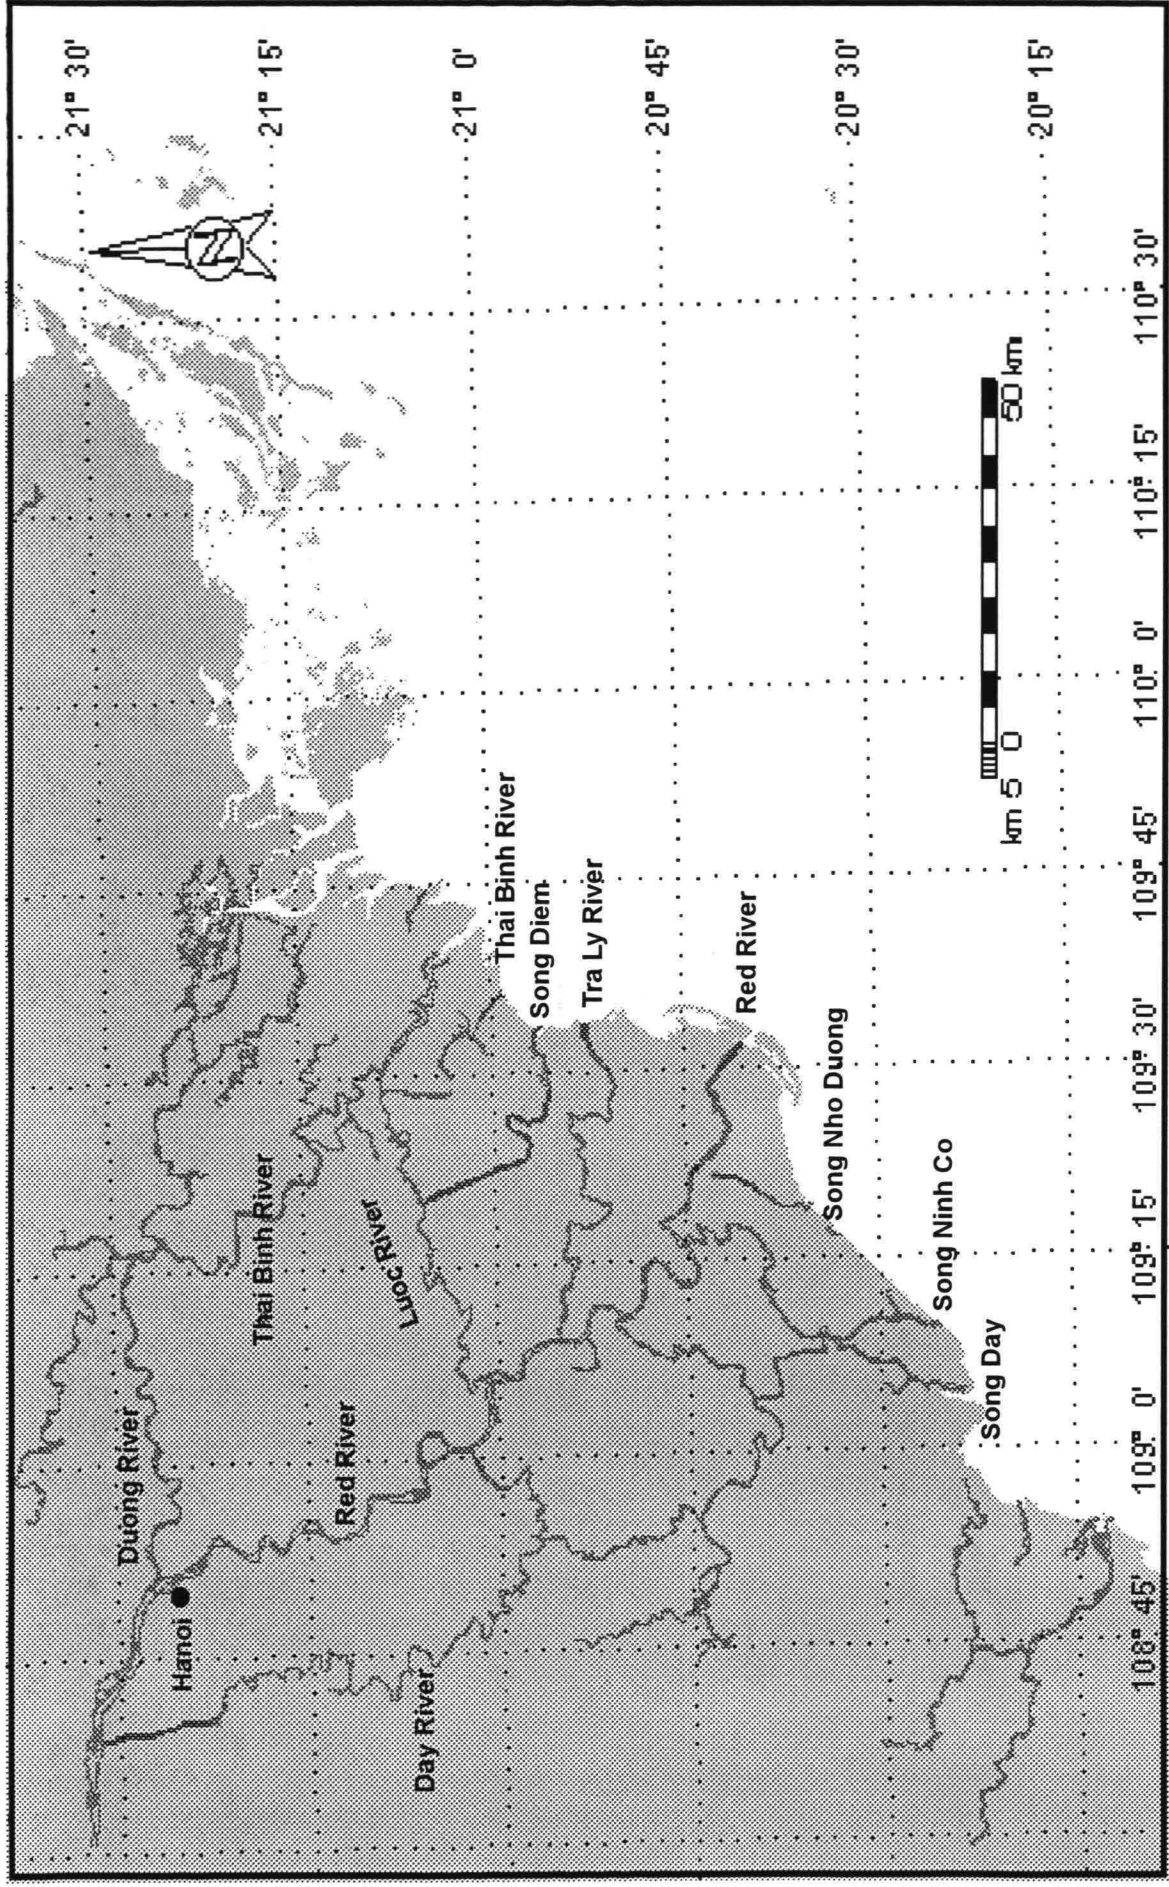 21° 30'
21° 15'
21° 0'
20° 45'
20° 30'
20° 15'
N
Duong River
Hanoi
Thai Binh River
Red River
Luoc River
Day River
Thai Binh River
Song Diem
Tra Ly River
Red River
Song Nho Duong
Song Ninh Co
Song Day
km 5 0 50 km
108° 45'
109° 0'
109° 15'
109° 30'
109° 45'
110° 0'
110° 15'
110° 30'